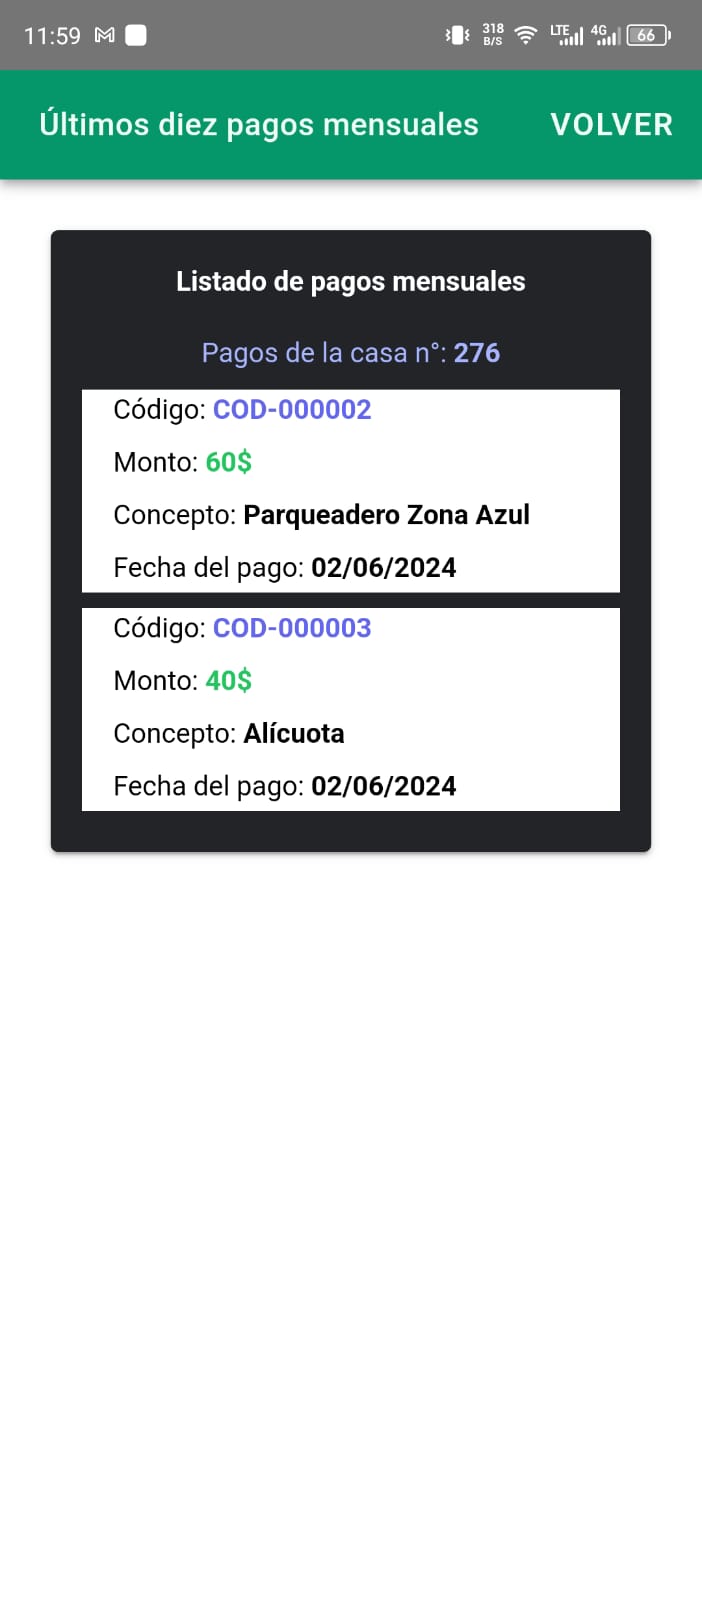 11:59 318 B/S LTE 4G 66
Últimos diez pagos mensuales VOLVER
Listado de pagos mensuales
Pagos de la casa n°: 276
Código: COD-000002
Monto: 60$
Concepto: Parqueadero Zona Azul
Fecha del pago: 02/06/2024
Código: COD-000003
Monto: 40$
Concepto: Alícuota
Fecha del pago: 02/06/2024